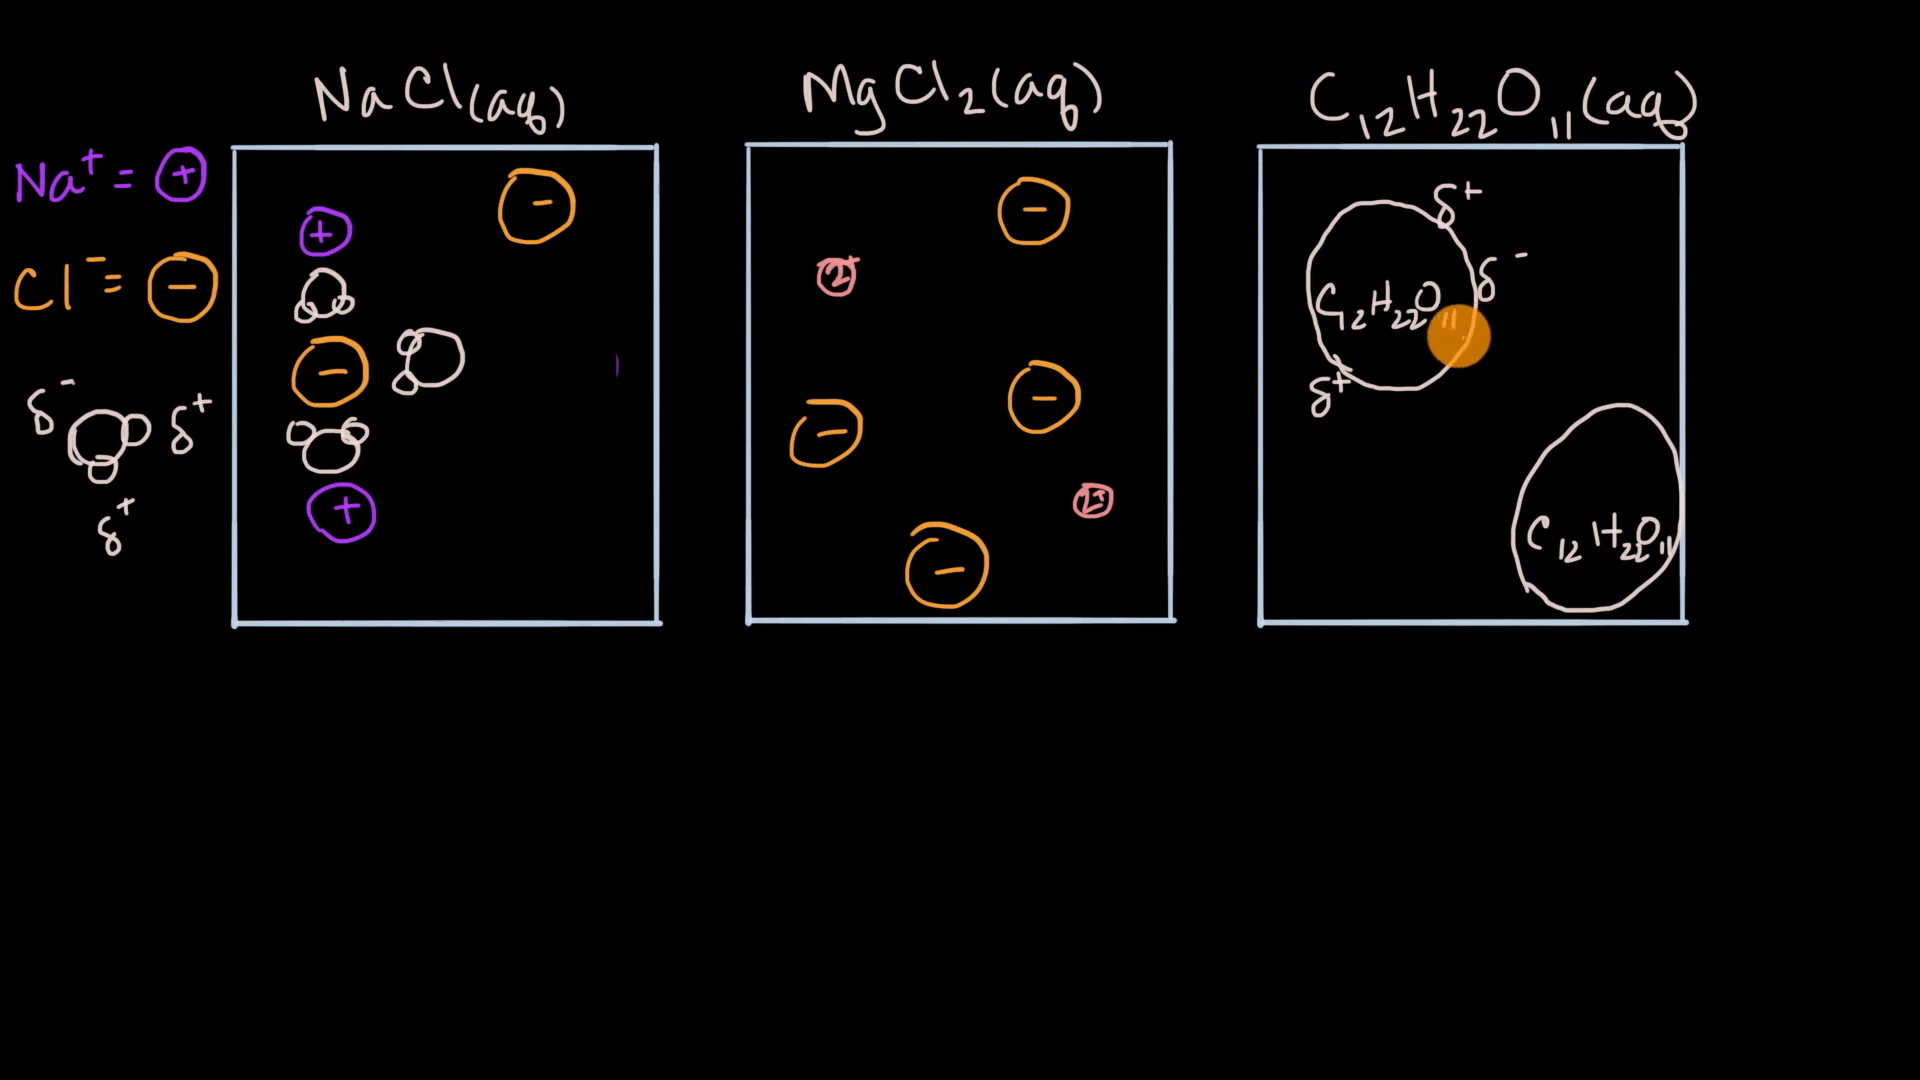 NaCl(aq)
MgCl₂(aq)
C₁₂H₂₂O₁₁(aq)
Na⁺ = +
Cl⁻ = −
δ⁻
δ⁺
δ⁺
+
−
−
+
−
2+
−
−
2+
−
δ⁺
δ⁻
C₁₂H₂₂O₁₁
δ⁺
C₁₂H₂₂O₁₁